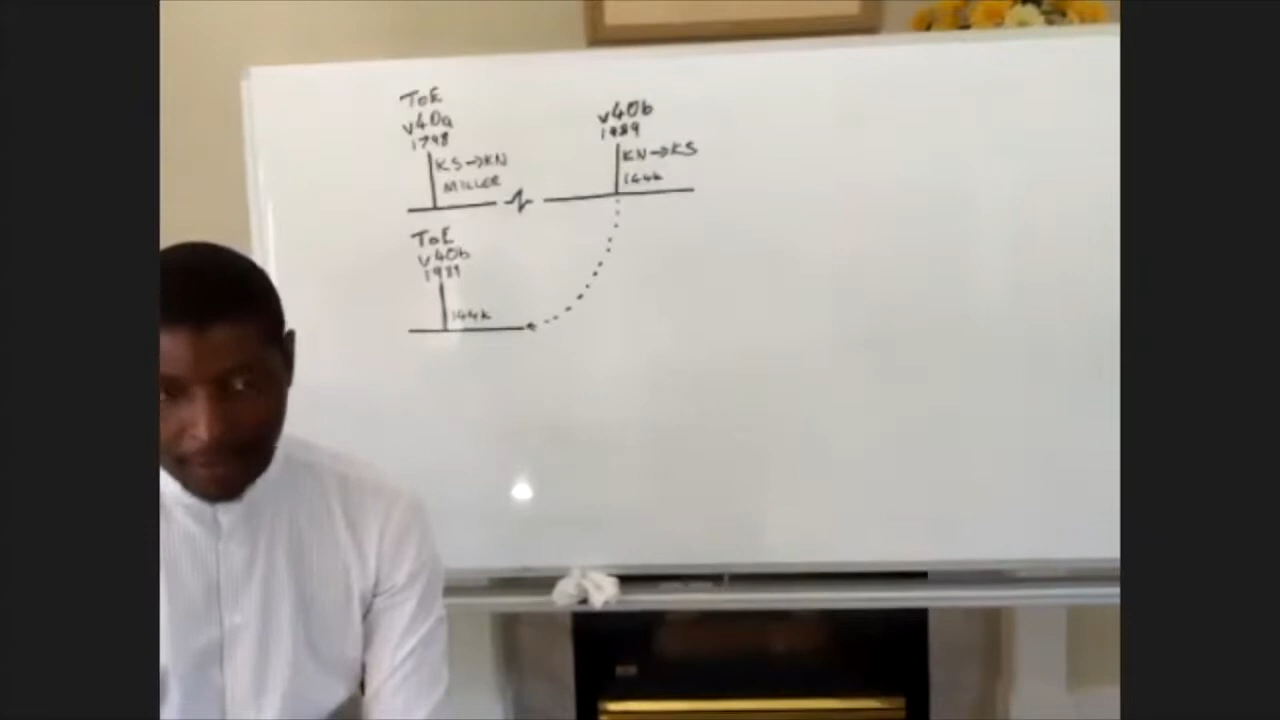 ToE
v40a
1798
KS→KN
MILLER
v40b
1989
KN→KS
144k
ToE
v40b
1989
144k